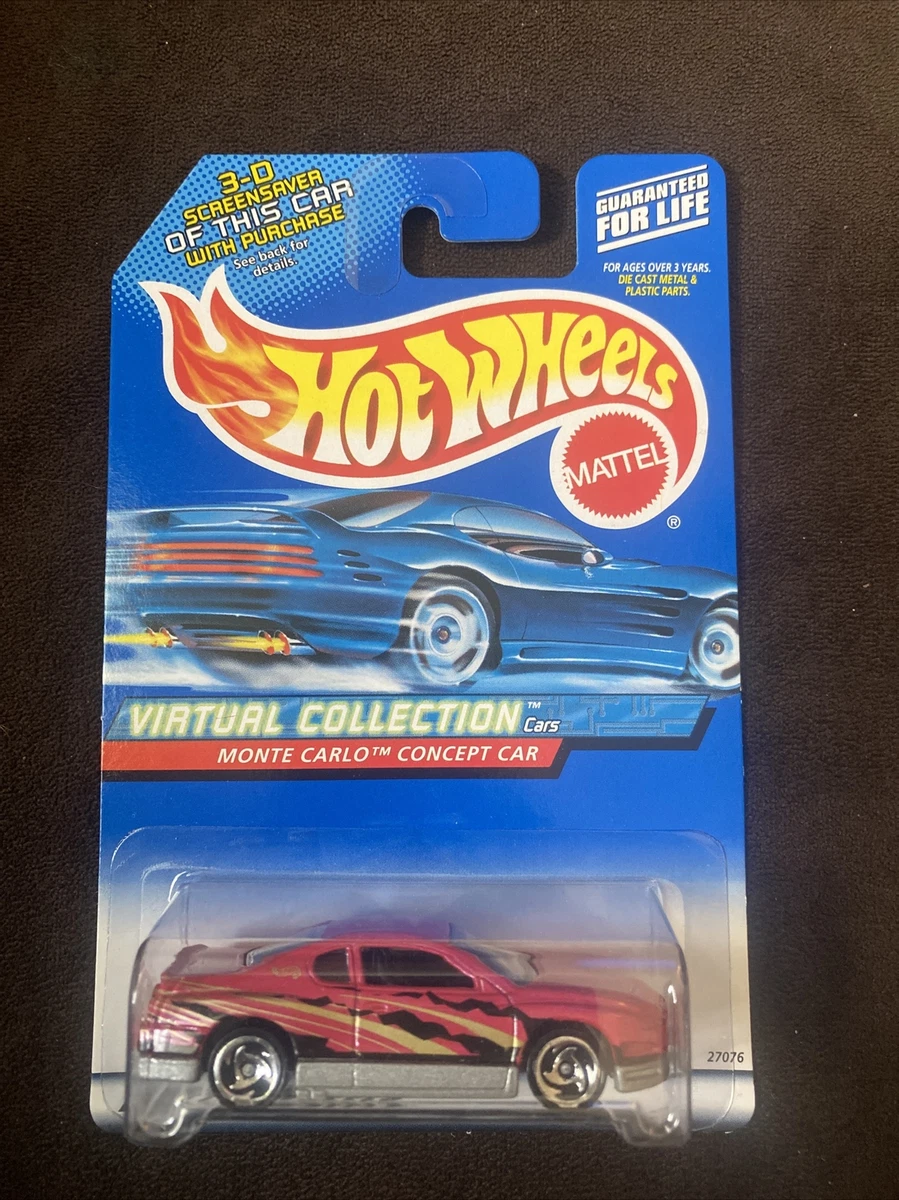 3-D
SCREENSAVER
OF THIS CAR
WITH PURCHASE
See back for
details.
GUARANTEED
FOR LIFE
FOR AGES OVER 3 YEARS.
DIE CAST METAL &
PLASTIC PARTS.
HOT WHEELS
MATTEL
®
VIRTUAL COLLECTION™
Cars
MONTE CARLO™ CONCEPT CAR
27076